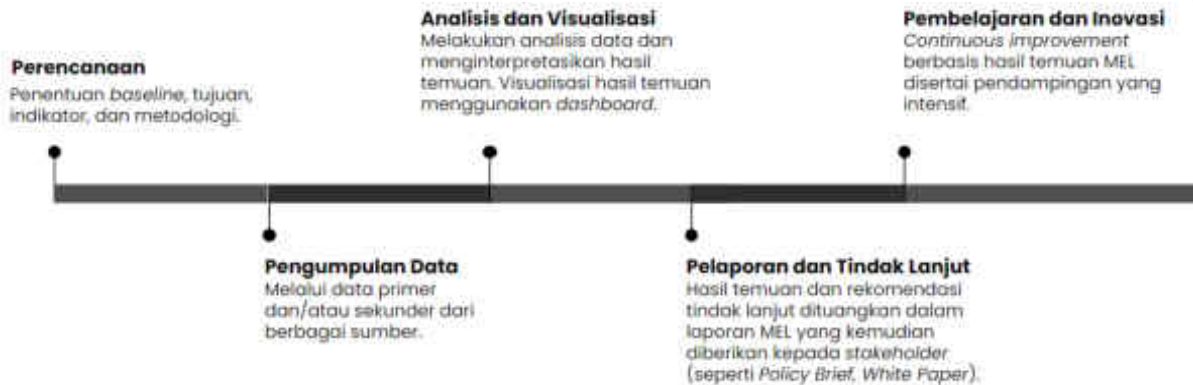 Perencanaan
Penentuan baseline, tujuan,
indikator, dan metodologi.
Pengumpulan Data
Melalui data primer
dan/atau sekunder dari
berbagai sumber.
Analisis dan Visualisasi
Melakukan analisis data dan
menginterpretasikan hasil
temuan. Visualisasi hasil temuan
menggunakan dashboard.
Pelaporan dan Tindak Lanjut
Hasil temuan dan rekomendasi
tindak lanjut dituangkan dalam
laporan MEL yang kemudian
diberikan kepada stakeholder
(seperti Policy Brief, White Paper).
Pembelajaran dan Inovasi
Continuous improvement
berbasis hasil temuan MEL
disertai pendampingan yang
intensif.